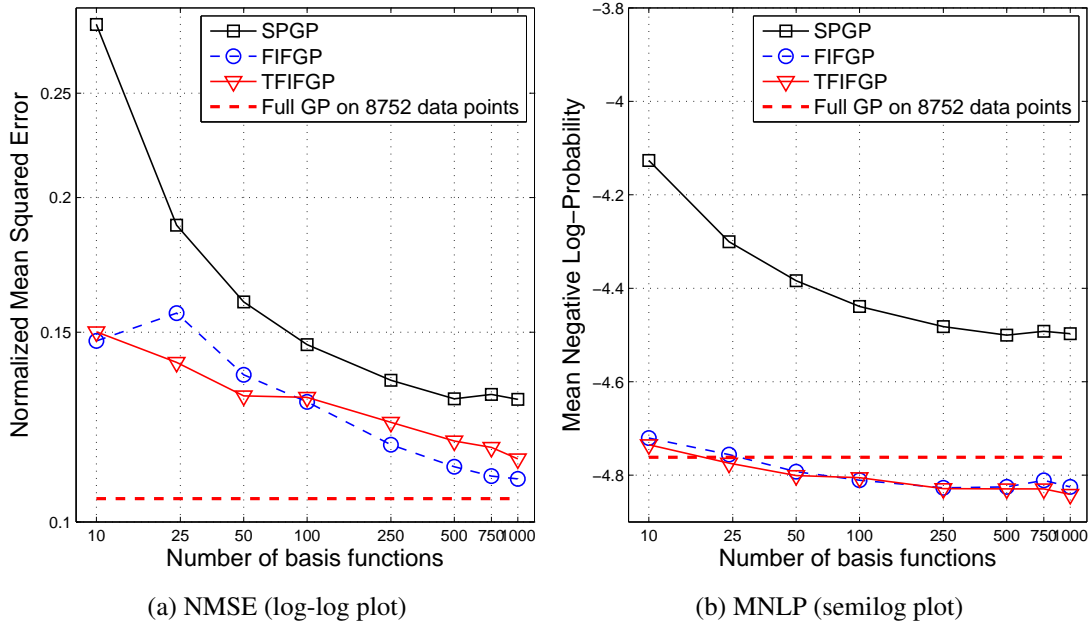 SPGP
FIFGP
TFIFGP
Full GP on 8752 data points
Normalized Mean Squared Error
0.25
0.2
0.15
0.1
10 25 50 100 250 500 750 1000
Number of basis functions
(a) NMSE (log-log plot)
SPGP
FIFGP
TFIFGP
Full GP on 8752 data points
Mean Negative Log−Probability
−3.8
−4
−4.2
−4.4
−4.6
−4.8
10 25 50 100 250 500 750 1000
Number of basis functions
(b) MNLP (semilog plot)